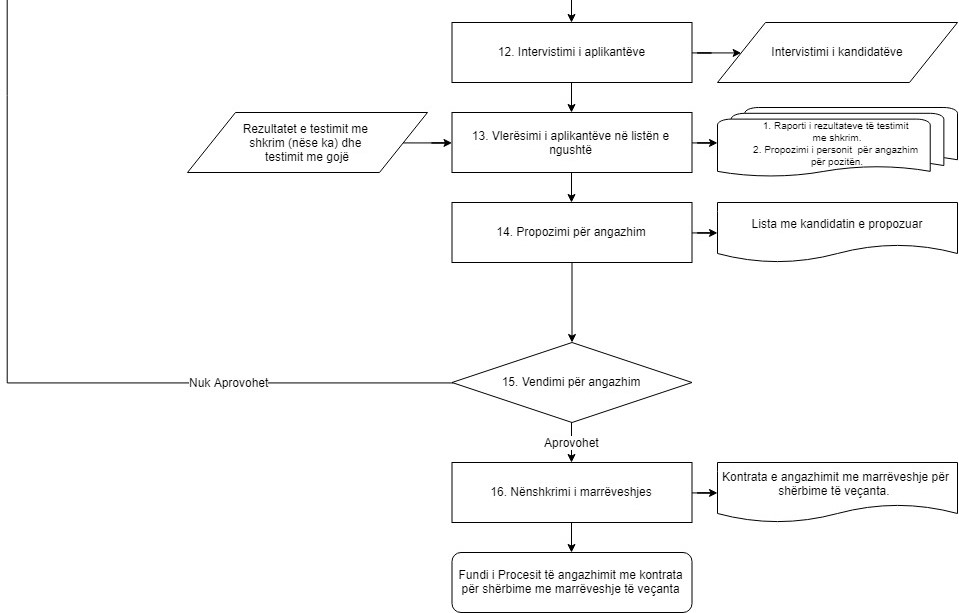 12. Intervistimi i aplikantëve
Intervistimi i kandidatëve
Rezultatet e testimit me
shkrim (nëse ka) dhe
testimit me gojë
13. Vlerësimi i aplikantëve në listën e
ngushtë
1. Raporti i rezultateve të testimit
me shkrim.
2. Propozimi i personit për angazhim
për pozitën.
14. Propozimi për angazhim
Lista me kandidatin e propozuar
15. Vendimi për angazhim
Nuk Aprovohet
Aprovohet
16. Nënshkrimi i marrëveshjes
Kontrata e angazhimit me marrëveshje për
shërbime të veçanta.
Fundi i Procesit të angazhimit me kontrata
për shërbime me marrëveshje të veçanta